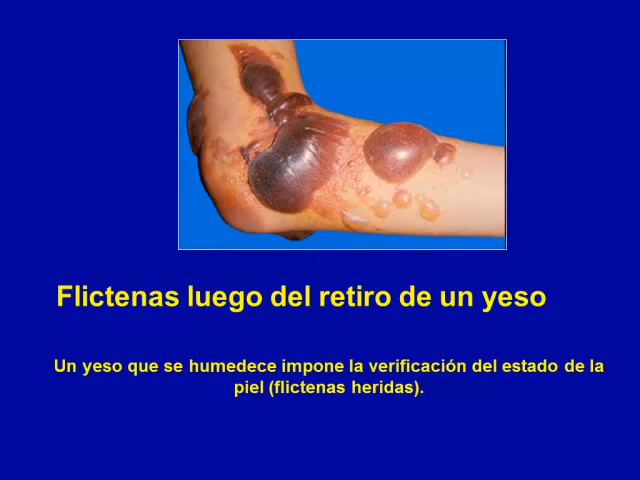 Flictenas luego del retiro de un yeso
Un yeso que se humedece impone la verificación del estado de la
piel (flictenas heridas).